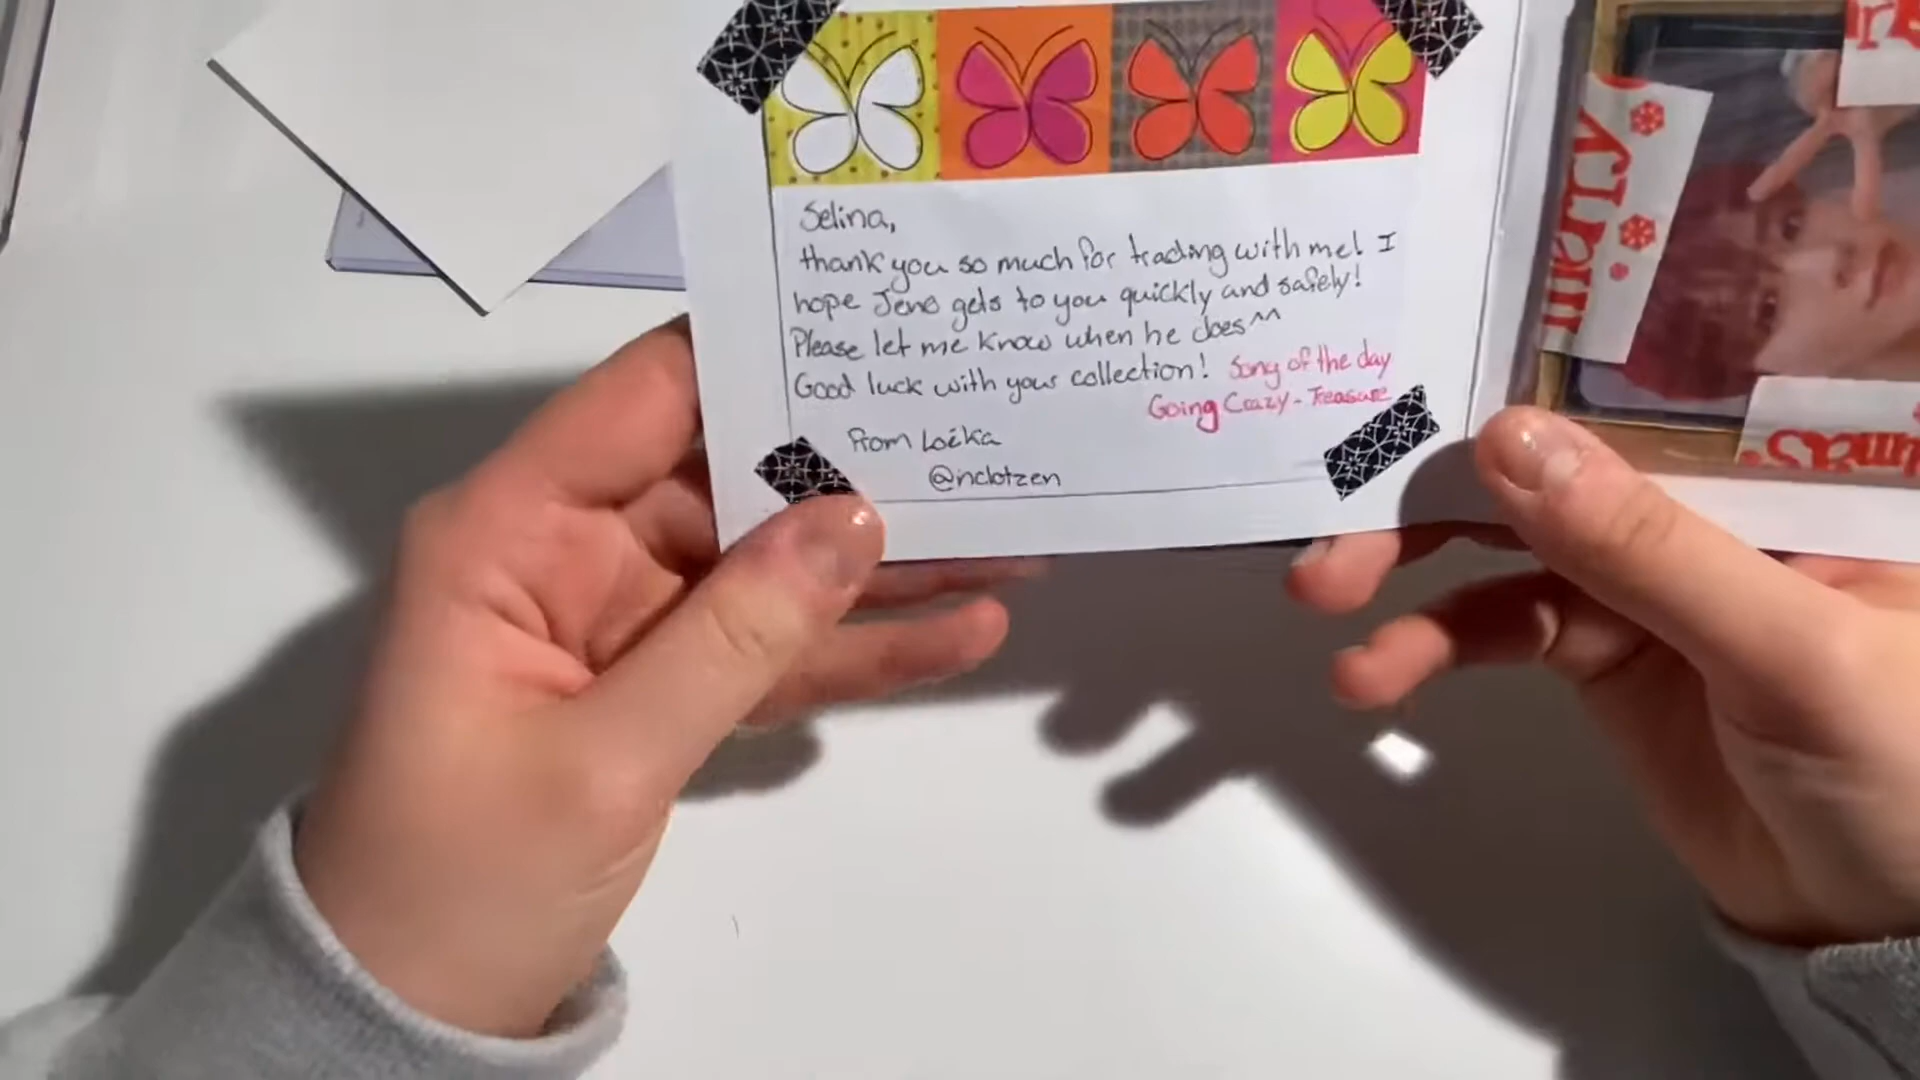 Selina,
thank you so much for trading with me! I
hope Jeno gets to you quickly and safely!
Please let me know when he does^^
Good luck with your collection! Song of the day
Going Crazy - Treasure
from Loéka
@nclotzen